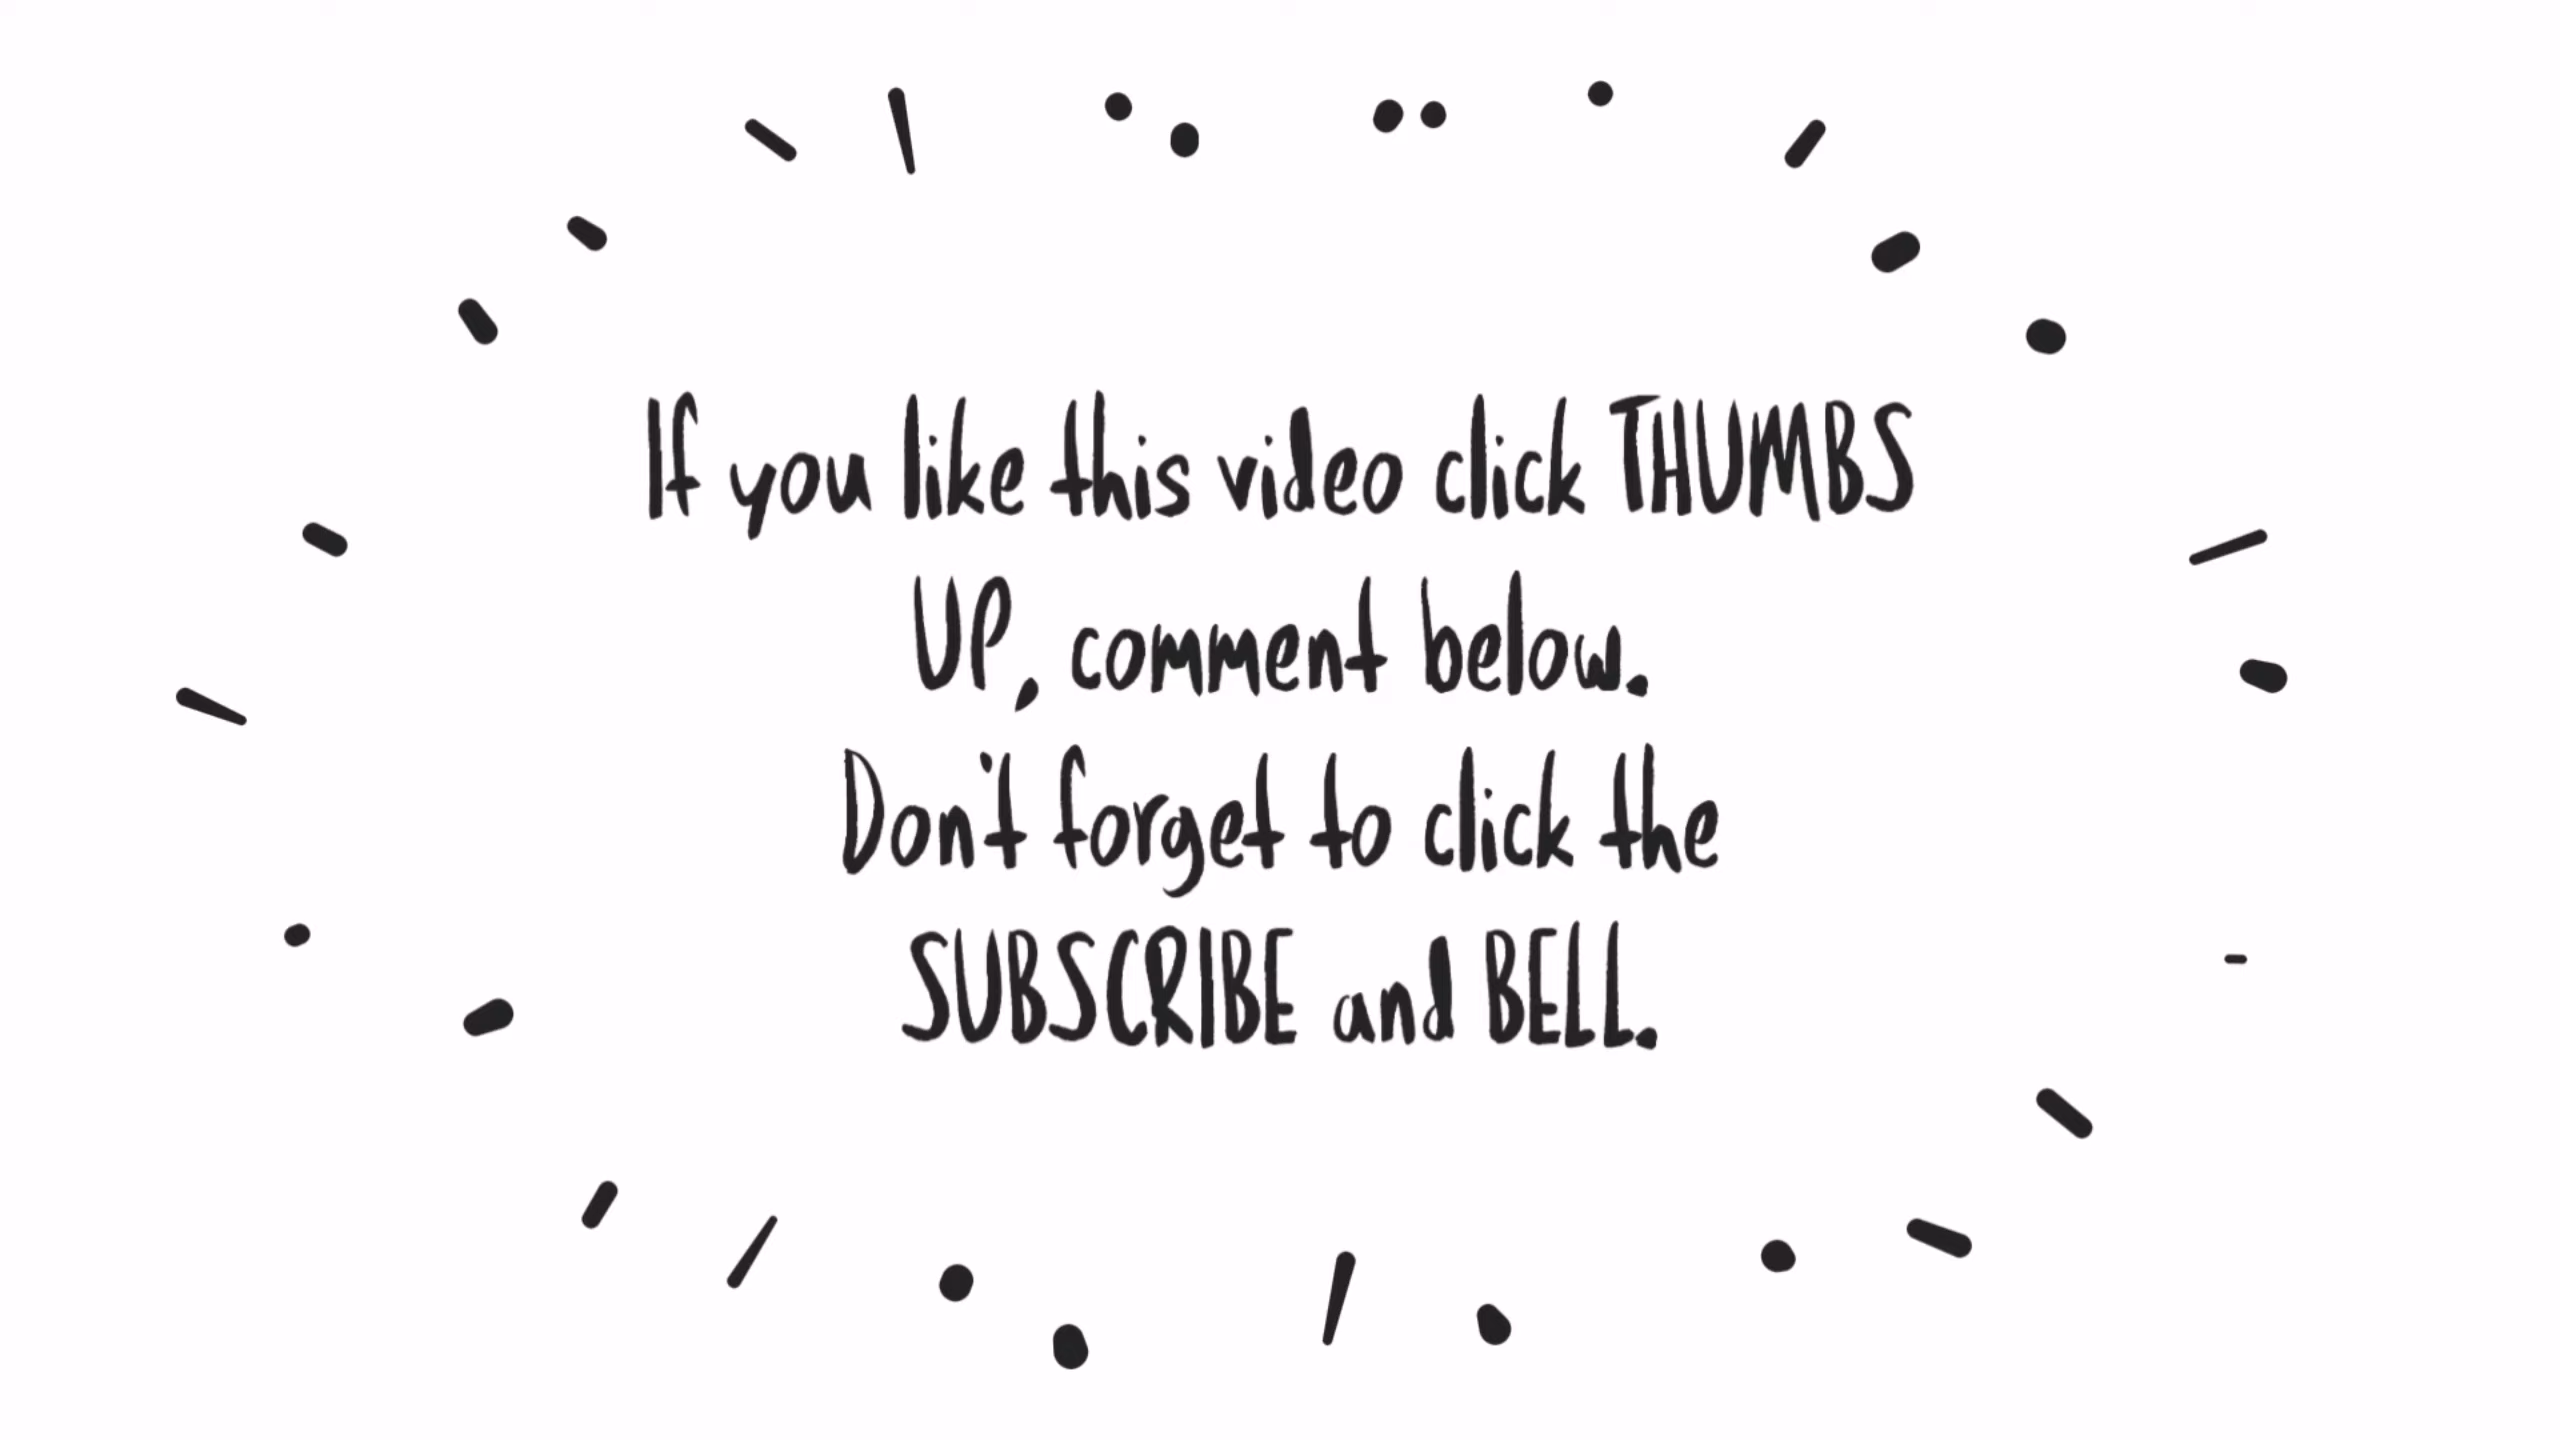 If you like this video click THUMBS
UP, comment below.
Don't forget to click the
SUBSCRIBE and BELL.